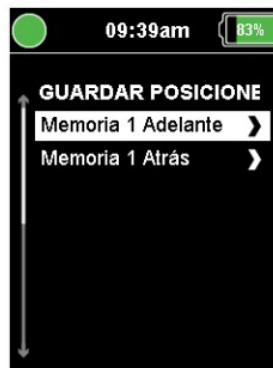 09:39am 83%
GUARDAR POSICIONE
Memoria 1 Adelante
Memoria 1 Atrás